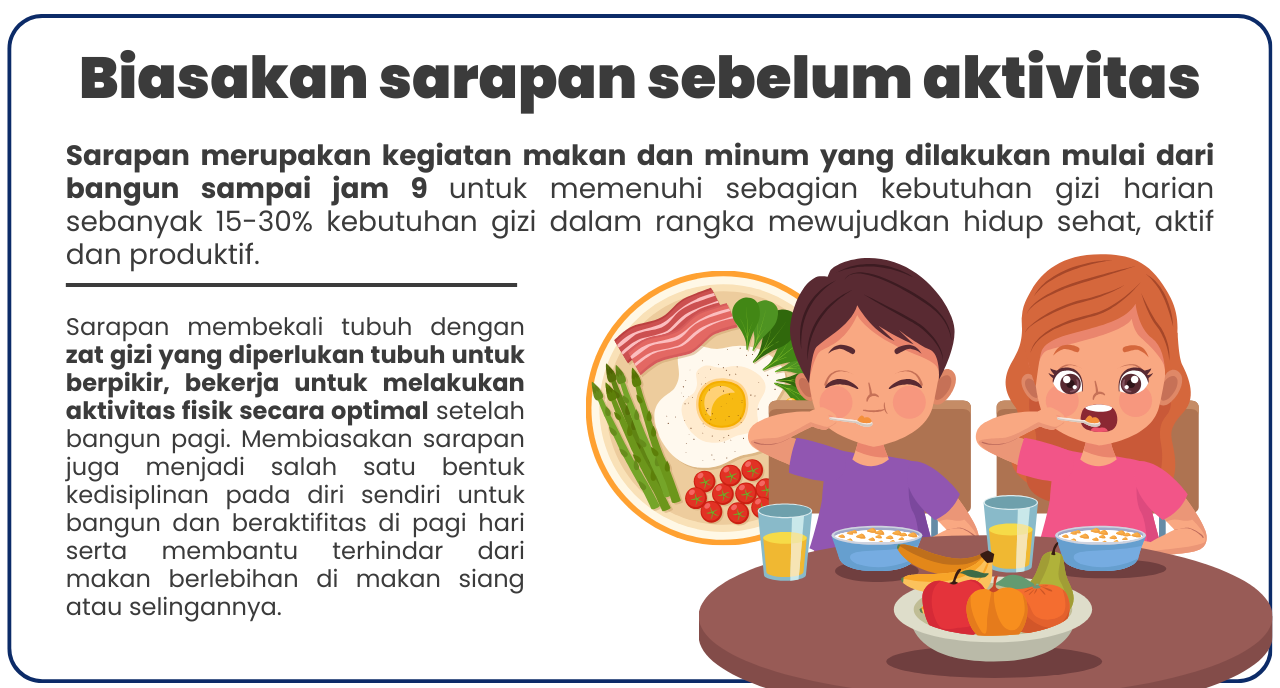 Biasakan sarapan sebelum aktivitas
Sarapan merupakan kegiatan makan dan minum yang dilakukan mulai dari
bangun sampai jam 9 untuk memenuhi sebagian kebutuhan gizi harian
sebanyak 15-30% kebutuhan gizi dalam rangka mewujudkan hidup sehat, aktif
dan produktif.
Sarapan membekali tubuh dengan
zat gizi yang diperlukan tubuh untuk
berpikir, bekerja untuk melakukan
aktivitas fisik secara optimal setelah
bangun pagi. Membiasakan sarapan
juga menjadi salah satu bentuk
kedisiplinan pada diri sendiri untuk
bangun dan beraktifitas di pagi hari
serta membantu terhindar dari
makan berlebihan di makan siang
atau selingannya.